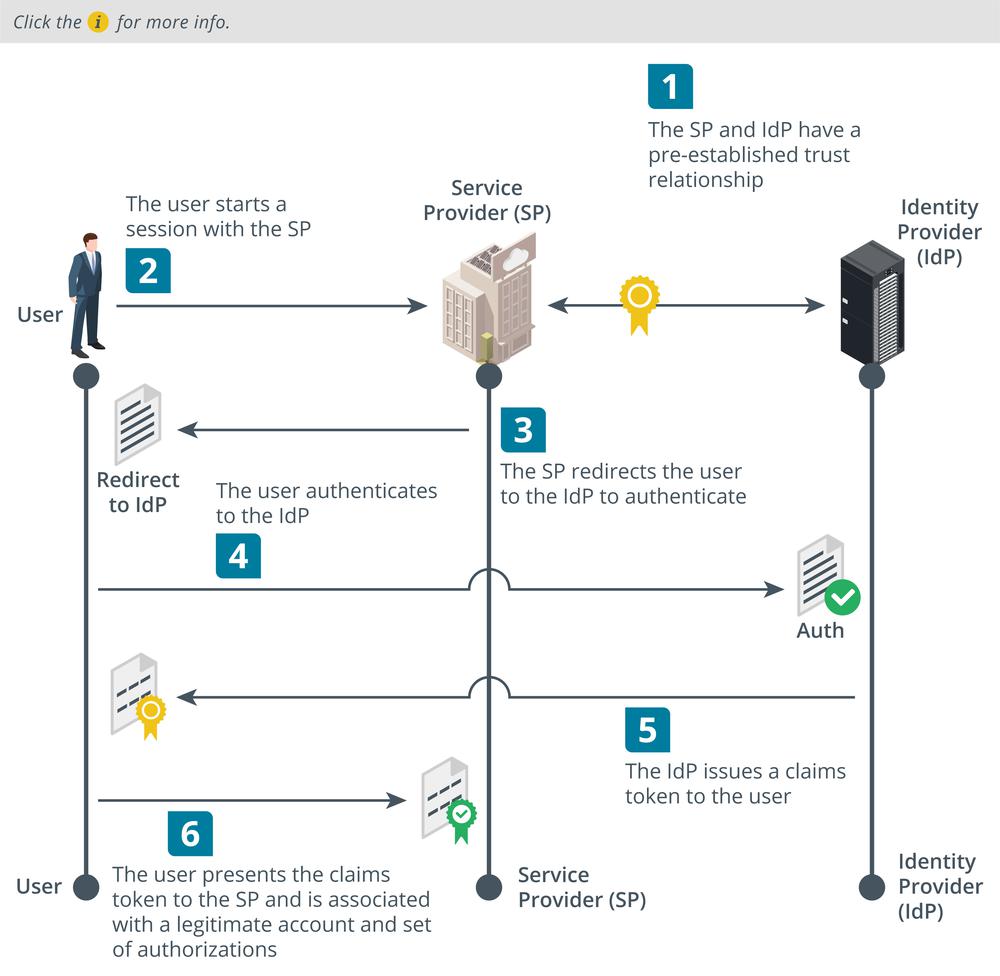 Click the i for more info.
1
The SP and IdP have a
pre-established trust
relationship
Service
Provider (SP)
Identity
Provider
(IdP)
The user starts a
session with the SP
2
User
3
The SP redirects the user
to the IdP to authenticate
Redirect
to IdP
The user authenticates
to the IdP
4
Auth
5
The IdP issues a claims
token to the user
6
The user presents the claims
token to the SP and is associated
with a legitimate account and set
of authorizations
User
Service
Provider (SP)
Identity
Provider
(IdP)